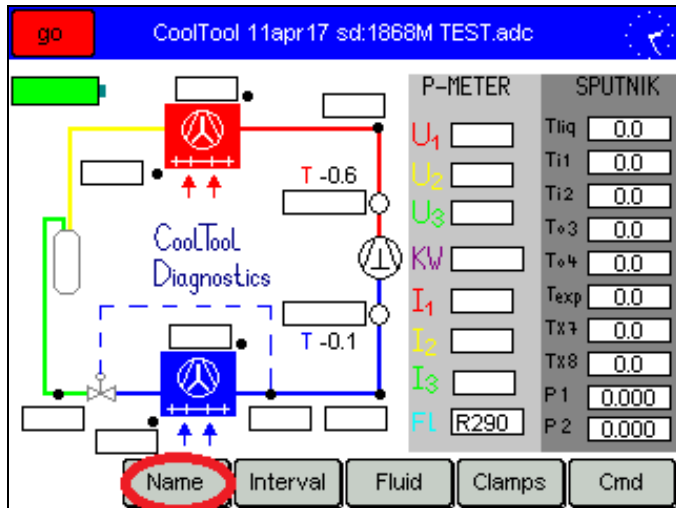 go
CoolTool 11apr17 sd:1868M TEST.adc
P-METER
SPUTNIK
U1
U2
U3
KW
I1
I2
I3
FL R290
Tliq 0.0
Ti1 0.0
Ti2 0.0
To3 0.0
To4 0.0
Texp 0.0
TX7 0.0
TX8 0.0
P1 0.000
P2 0.000
T -0.6
CoolTool
Diagnostics
T -0.1
Name
Interval
Fluid
Clamps
Cmd